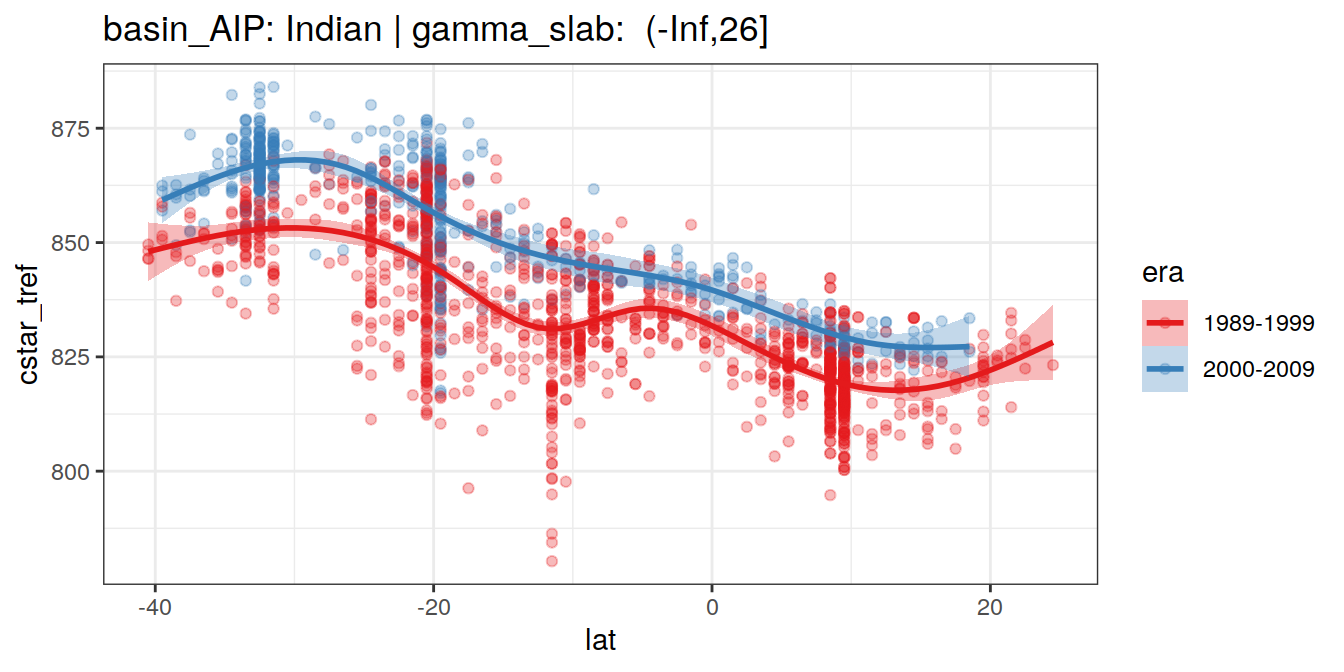 basin_AIP: Indian | gamma_slab:  (-Inf,26]
875
850
825
800
cstar_tref
-40
-20
0
20
lat
era
1989-1999
2000-2009